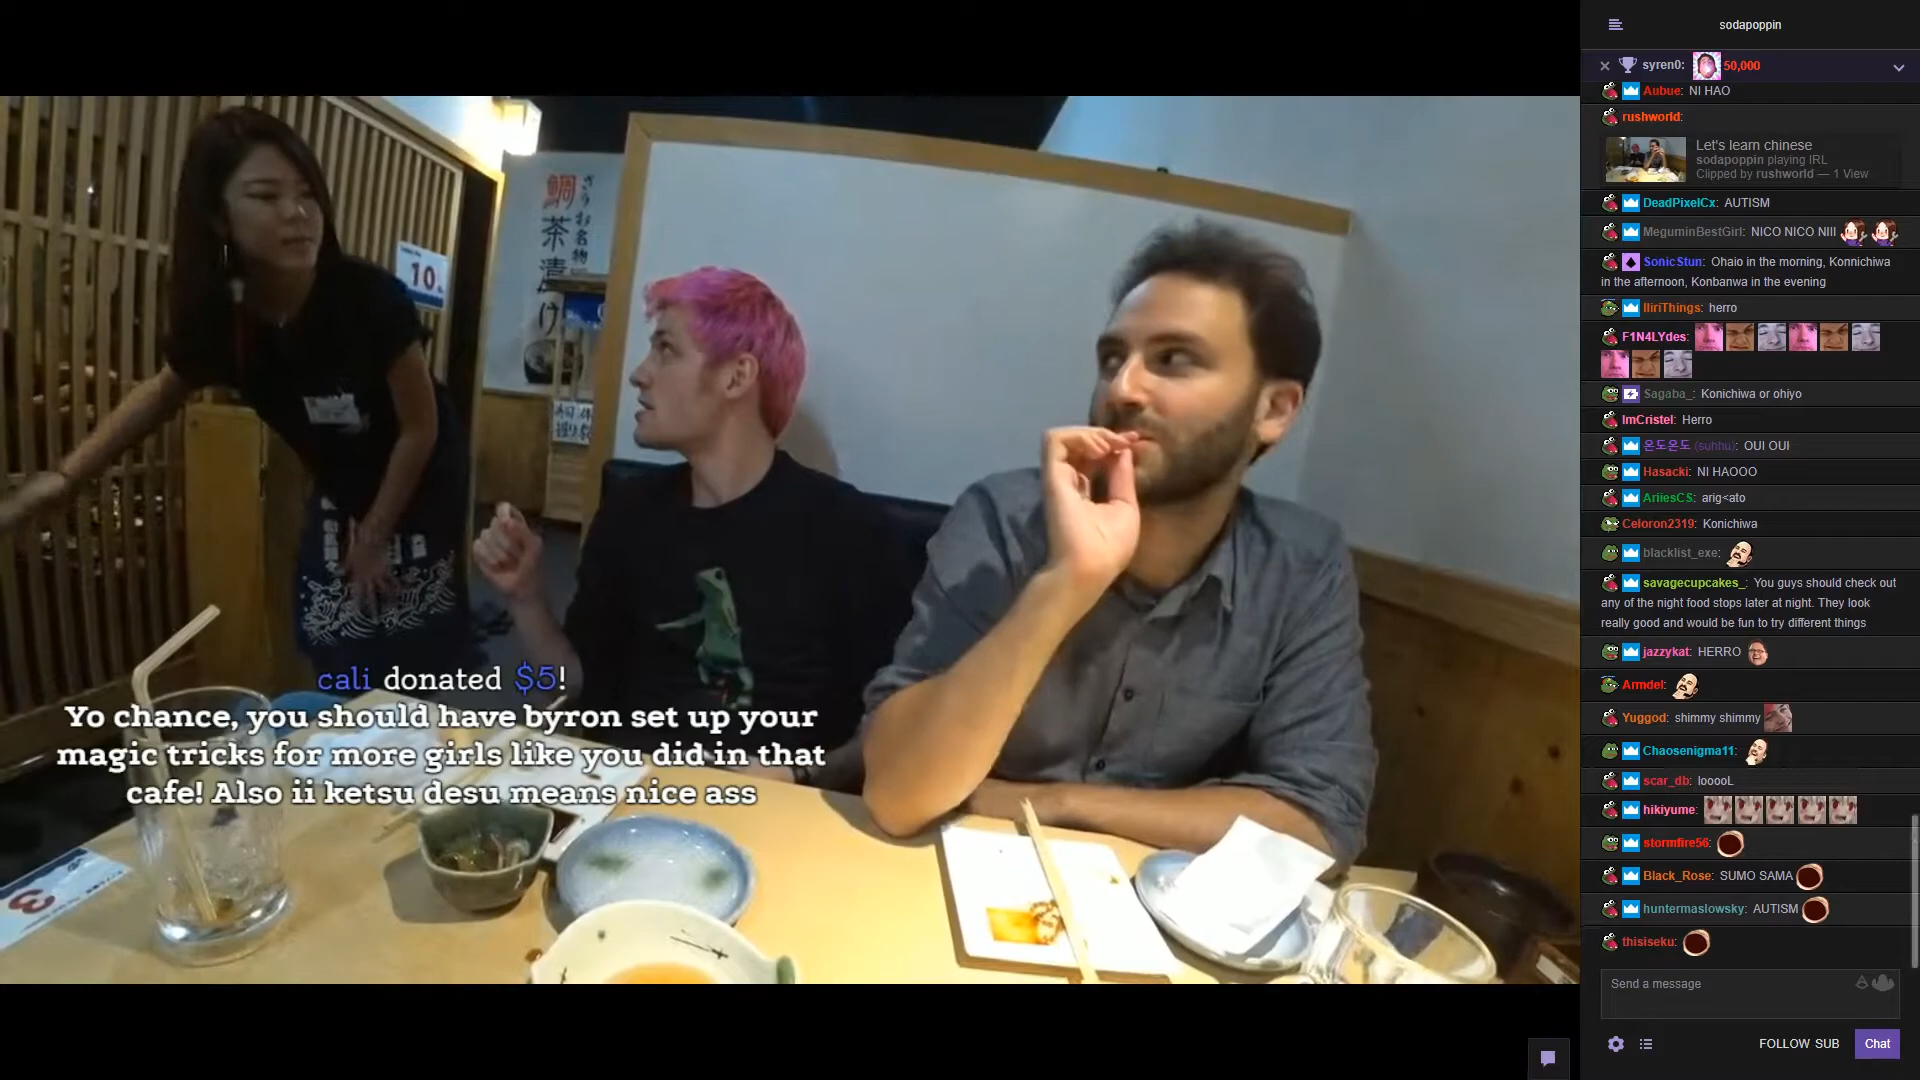 sodapoppin
syren0: 50,000
Aubue: NI HAO
rushworld:
Let's learn chinese
sodapoppin playing IRL
Clipped by rushworld — 1 View
DeadPixelCx: AUTISM
MeguminBestGirl: NICO NICO NIII
SonicStun: Ohaio in the morning, Konnichiwa
in the afternoon, Konbanwa in the evening
IliriThings: herro
F1N4LYdes:
Sagaba_: Konichiwa or ohiyo
ImCristel: Herro
온도온도 (suhhu): OUI OUI
Hasacki: NI HAOOO
AriiesCS: arig<ato
Celoron2319: Konichiwa
blacklist_exe:
savagecupcakes_: You guys should check out
any of the night food stops later at night. They look
really good and would be fun to try different things
jazzykat: HERRO
Armdel:
Yuggod: shimmy shimmy
Chaosenigma11:
scar_db: looooL
hikiyume:
stormfire56:
Black_Rose: SUMO SAMA
huntermaslowsky: AUTISM
thisiseku:
Send a message
FOLLOW SUB Chat
鯛
茶
漬
け
10
cali donated $5!
Yo chance, you should have byron set up your
magic tricks for more girls like you did in that
cafe! Also ii ketsu desu means nice ass
3